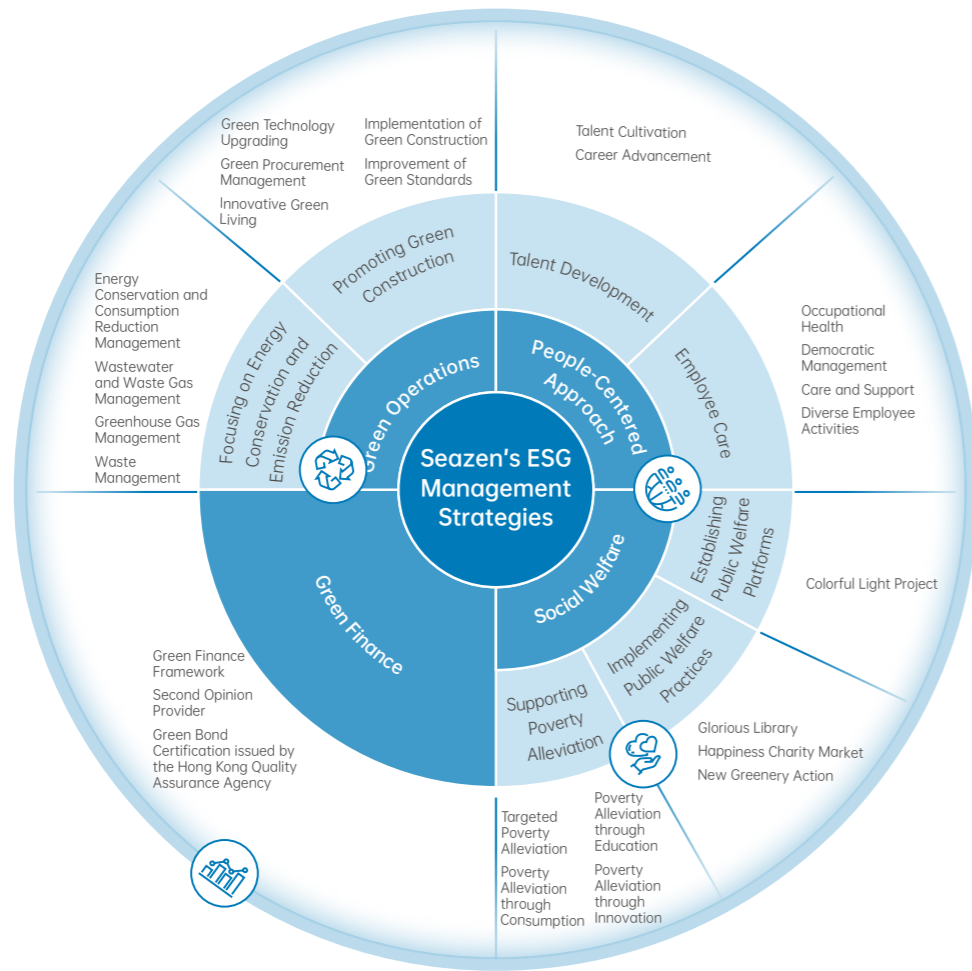 Seazen's ESG
Management
Strategies
Green Operations
Promoting Green
Construction
Green Technology
Upgrading
Green Procurement
Management
Innovative Green
Living
Implementation of
Green Construction
Improvement of
Green Standards
Focusing on Energy
Conservation and
Emission Reduction
Energy
Conservation and
Consumption
Reduction
Management
Wastewater
and Waste Gas
Management
Greenhouse Gas
Management
Waste
Management
People-Centered
Approach
Talent Development
Talent Cultivation
Career Advancement
Employee Care
Occupational
Health
Democratic
Management
Care and Support
Diverse Employee
Activities
Social Welfare
Establishing
Public Welfare
Platforms
Colorful Light Project
Implementing
Public Welfare
Practices
Glorious Library
Happiness Charity Market
New Greenery Action
Supporting
Poverty
Alleviation
Targeted
Poverty
Alleviation
Poverty
Alleviation
through
Consumption
Poverty
Alleviation
through
Education
Poverty
Alleviation
through
Innovation
Green Finance
Green Finance
Framework
Second Opinion
Provider
Green Bond
Certification issued by
the Hong Kong Quality
Assurance Agency